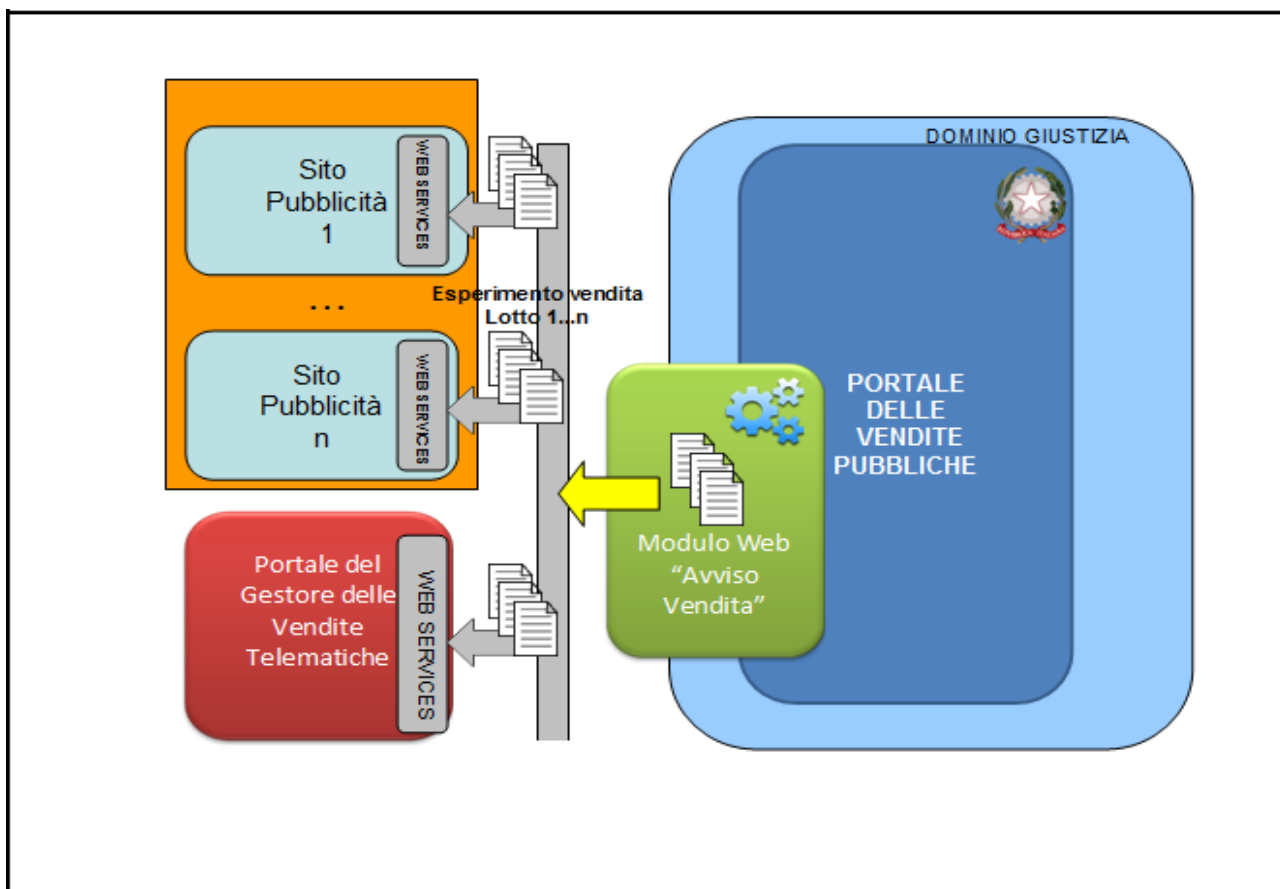 DOMINIO GIUSTIZIA
Sito
Pubblicità
1
WEB SERVICES
...
Esperimento vendita
Lotto 1...n
Sito
Pubblicità
n
WEB SERVICES
PORTALE
DELLE
VENDITE
PUBBLICHE
Modulo Web
“Avviso
Vendita”
Portale del
Gestore delle
Vendite
Telematiche
WEB SERVICES